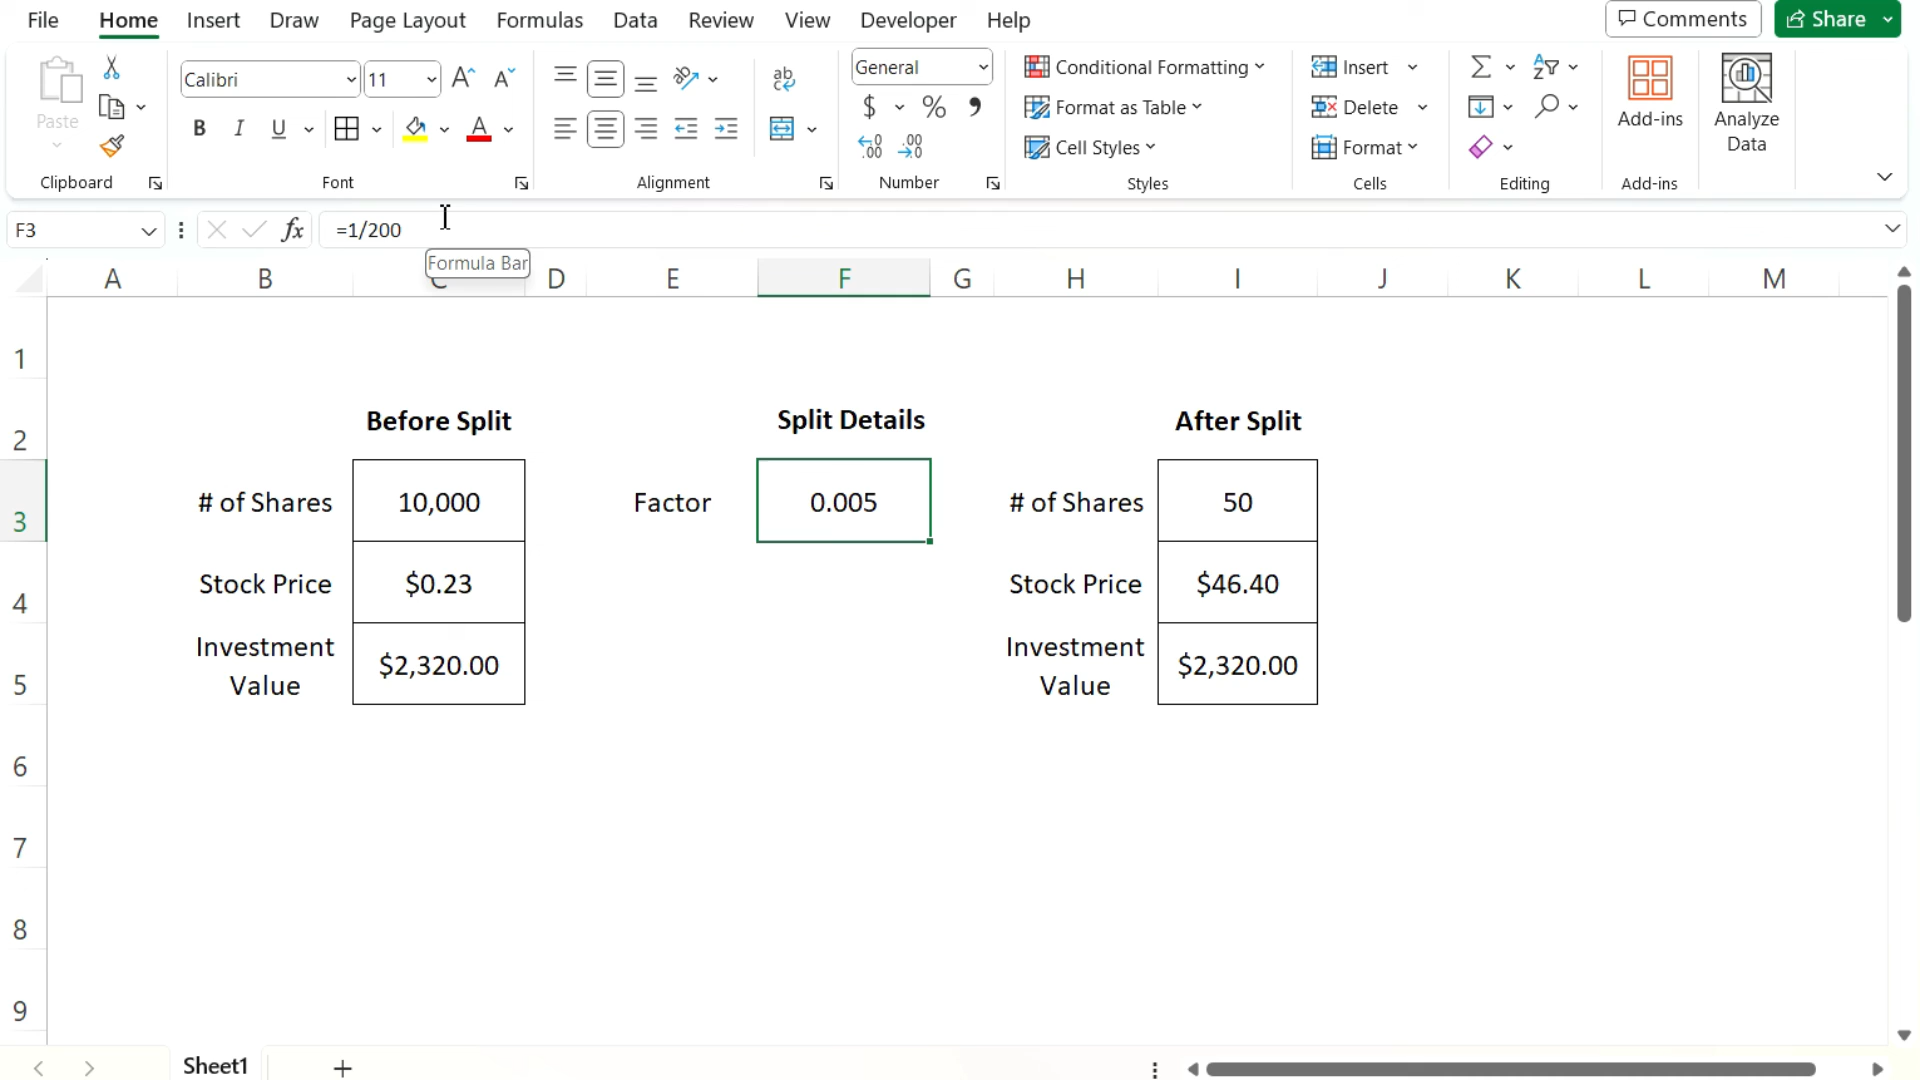 File Home Insert Draw Page Layout Formulas Data Review View Developer Help Comments Share
Paste
Calibri 11
B I U
ab
General
$ % ,
Conditional Formatting
Format as Table
Cell Styles
Insert
Delete
Format
Add-ins
Analyze
Data
Clipboard Font Alignment Number Styles Cells Editing Add-ins
F3 fx =1/200
Formula Bar
A B C D E F G H I J K L M
1
2 Before Split Split Details After Split
3 # of Shares 10,000 Factor 0.005 # of Shares 50
4 Stock Price $0.23 Stock Price $46.40
5 Investment Value $2,320.00 Investment Value $2,320.00
6
7
8
9
Sheet1